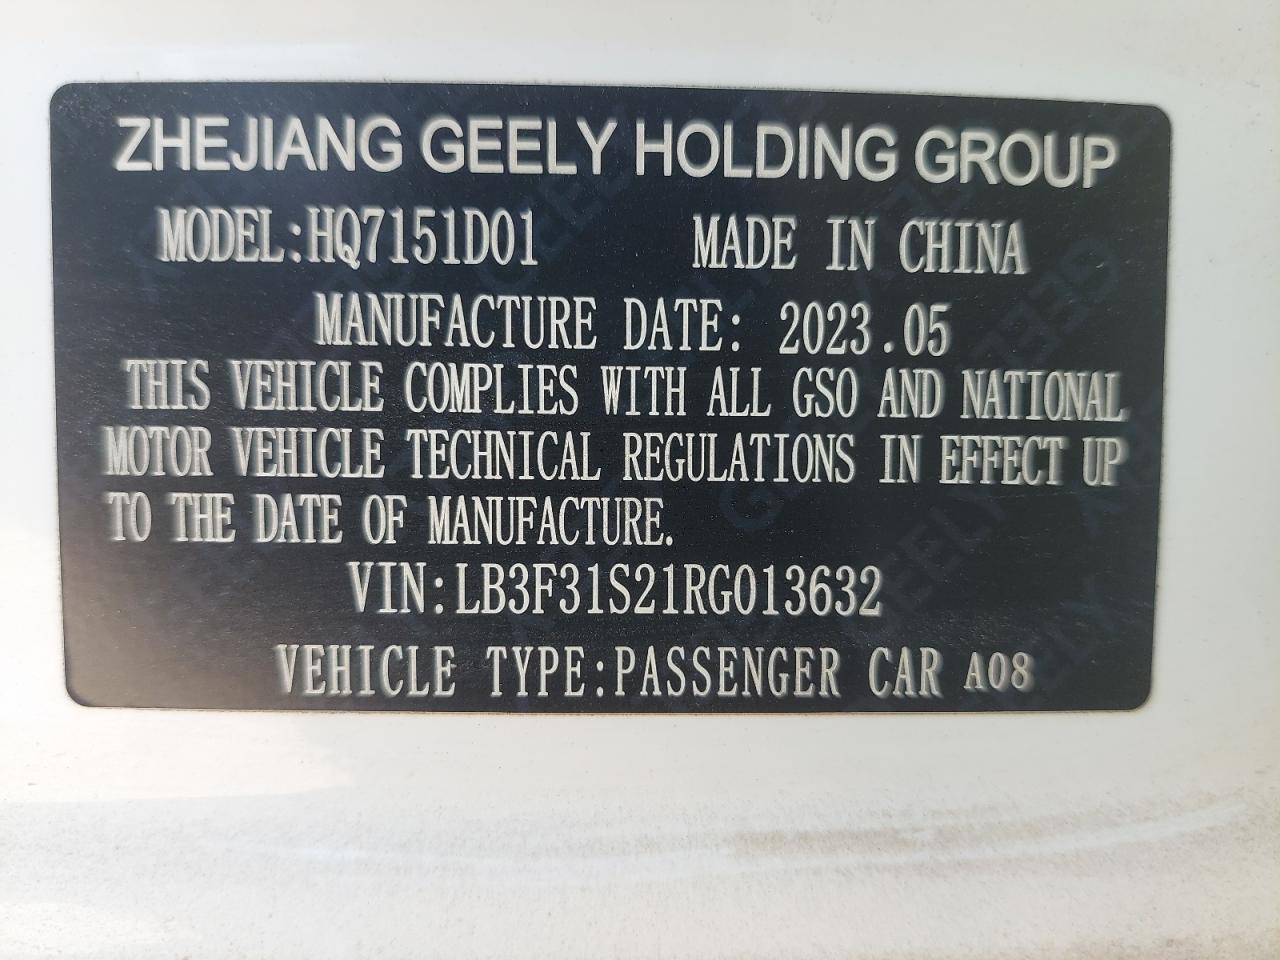 ZHEJIANG GEELY HOLDING GROUP
MODEL:HQ7151D01 MADE IN CHINA
MANUFACTURE DATE: 2023.05
THIS VEHICLE COMPLIES WITH ALL GSO AND NATIONAL
MOTOR VEHICLE TECHNICAL REGULATIONS IN EFFECT UP
TO THE DATE OF MANUFACTURE.
VIN:LB3F31S21RG013632
VEHICLE TYPE:PASSENGER CAR A08